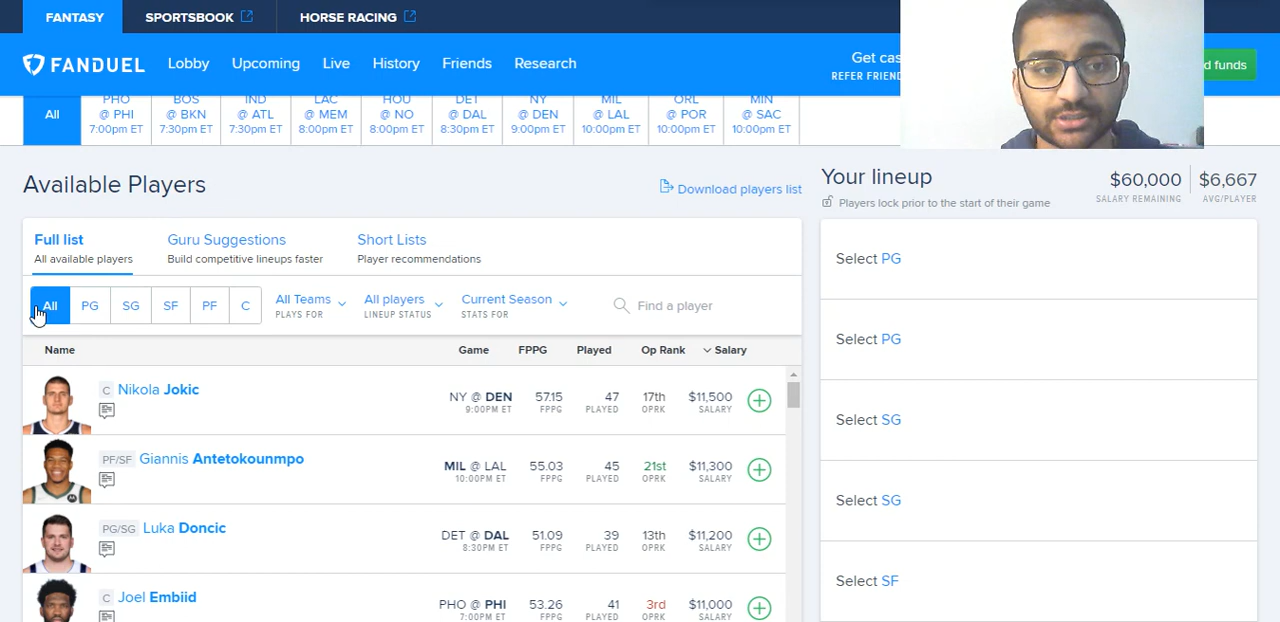 FANTASY SPORTSBOOK HORSE RACING
FANDUEL Lobby Upcoming Live History Friends Research
Get cas
REFER FRIEND
d funds
All
PHO @ PHI 7:00pm ET
BOS @ BKN 7:30pm ET
IND @ ATL 7:30pm ET
LAC @ MEM 8:00pm ET
HOU @ NO 8:00pm ET
DET @ DAL 8:30pm ET
NY @ DEN 9:00pm ET
MIL @ LAL 10:00pm ET
ORL @ POR 10:00pm ET
MIN @ SAC 10:00pm ET
Available Players
Download players list
Full list
All available players
Guru Suggestions
Build competitive lineups faster
Short Lists
Player recommendations
All PG SG SF PF C
All Teams
PLAYS FOR
All players
LINEUP STATUS
Current Season
STATS FOR
Find a player
Name Game FPPG Played Op Rank Salary
C Nikola Jokic NY @ DEN 57.15 47 17th $11,500
9:00PM ET FPPG PLAYED OPRK SALARY
PF/SF Giannis Antetokounmpo MIL @ LAL 55.03 45 21st $11,300
10:00PM ET FPPG PLAYED OPRK SALARY
PG/SG Luka Doncic DET @ DAL 51.09 39 13th $11,200
8:30PM ET FPPG PLAYED OPRK SALARY
C Joel Embiid PHO @ PHI 53.26 41 3rd $11,000
7:00PM ET FPPG PLAYED OPRK SALARY
Your lineup
Players lock prior to the start of their game
$60,000
SALARY REMAINING
$6,667
AVG/PLAYER
Select PG
Select PG
Select SG
Select SG
Select SF